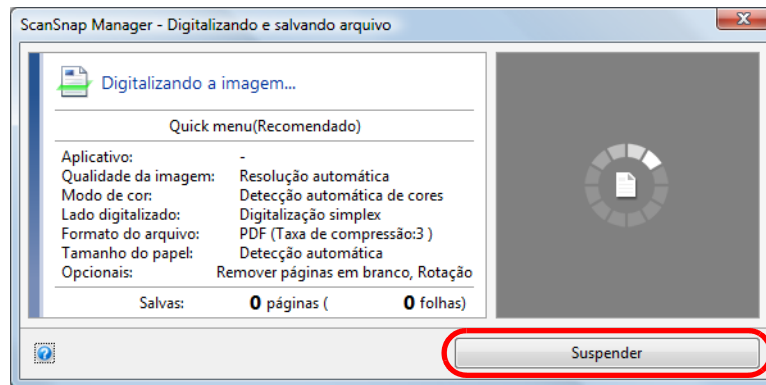 ScanSnap Manager - Digitalizando e salvando arquivo
Digitalizando a imagem...
Quick menu(Recomendado)
Aplicativo: -
Qualidade da imagem: Resolução automática
Modo de cor: Detecção automática de cores
Lado digitalizado: Digitalização simplex
Formato do arquivo: PDF (Taxa de compressão:3 )
Tamanho do papel: Detecção automática
Opcionais: Remover páginas em branco, Rotação
Salvas: 0 páginas ( 0 folhas)
Suspender